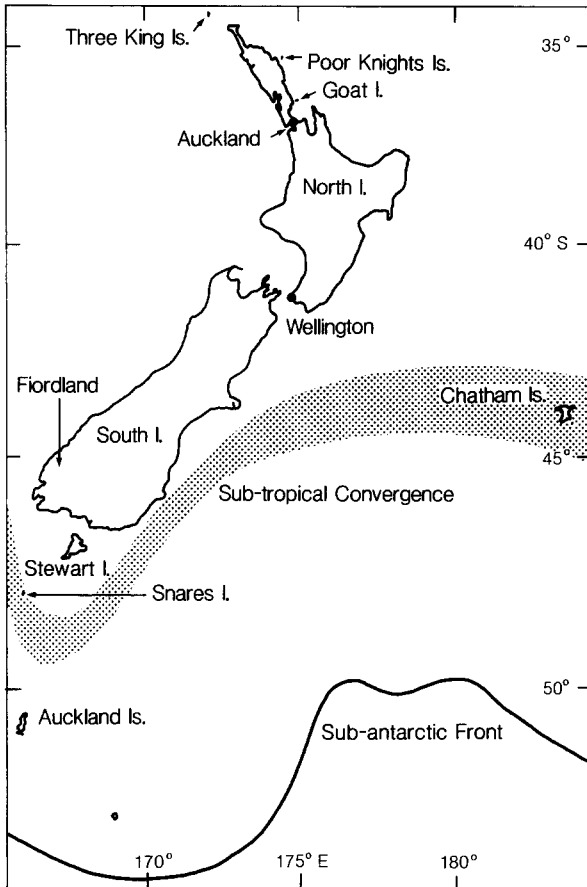 Three King Is.
35°
Poor Knights Is.
Goat I.
Auckland
North I.
40° S
Wellington
Fiordland
Chatham Is.
South I.
45°
Sub-tropical Convergence
Stewart I.
Snares I.
50°
Auckland Is.
Sub-antarctic Front
170° 175° E 180°